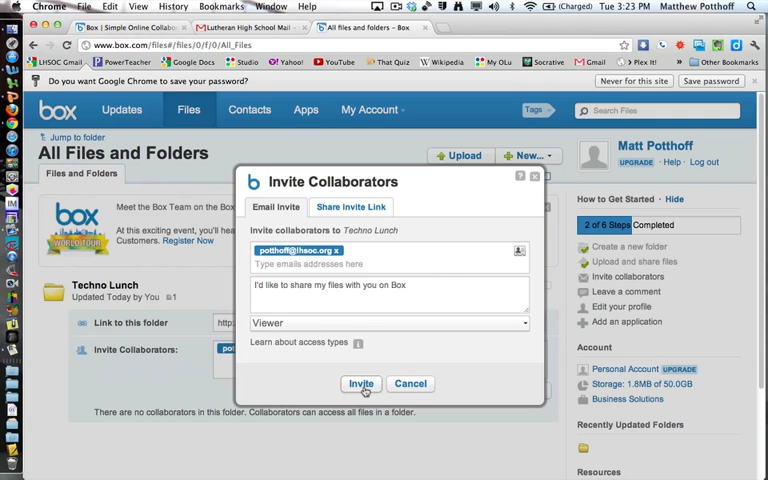 Chrome File Edit View History Bookmarks Window Help
(Charged) Tue 3:23 PM Matthew Potthoff
Box | Simple Online Collabo
Lutheran High School Mail –
All files and folders – Box
www.box.com/files#/files/0/f/0/All_Files
LHSOC Gmail PowerTeacher Google Docs Studio Yahoo! YouTube That Quiz Wikipedia My OLu Socrative Gmail Plex It! Other Bookmarks
Do you want Google Chrome to save your password?
Never for this site
Save password
box
Updates Files Contacts Apps My Account
Tags
Search Files
Jump to folder
All Files and Folders
Upload
New...
Matt Potthoff
UPGRADE · Help · Log out
Files and Folders
box
WORLD TOUR
Meet the Box Team on the Bo
At this exciting event, you'll hea
Customers. Register Now
Techno Lunch
Updated Today by You 1
Link to this folder
http:
Invite Collaborators:
pot
There are no collaborators in this folder. Collaborators can access all files in a folder.
Invite Collaborators
Email Invite
Share Invite Link
Invite collaborators to Techno Lunch
potthoff@lhsoc.org x
Type emails addresses here
I'd like to share my files with you on Box
Viewer
Learn about access types
Invite
Cancel
How to Get Started · Hide
2 of 6 Steps Completed
Create a new folder
Upload and share files
Invite collaborators
Leave a comment
Edit your profile
Add an application
Account
Personal Account UPGRADE
Storage: 1.8MB of 50.0GB
Business Solutions
Recently Updated Folders
Resources